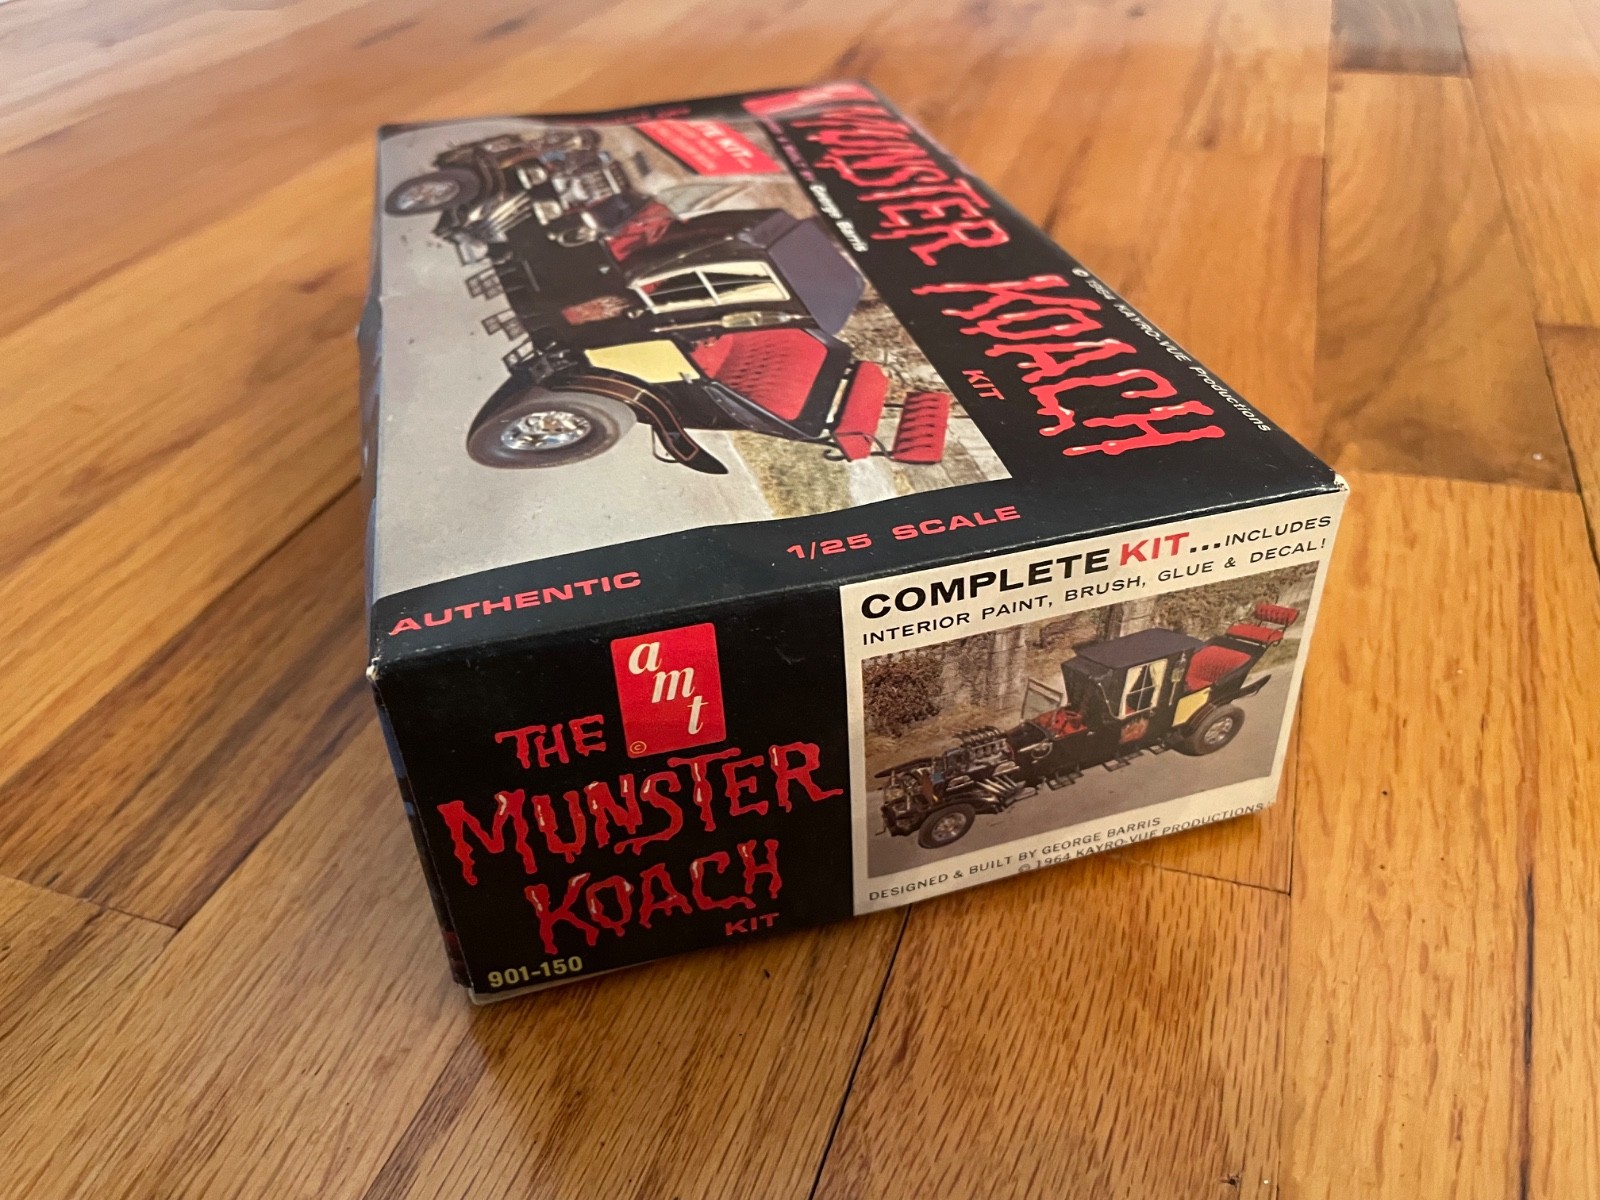 MUNSTER KOACH
KIT
George Barris
© 1964 KAYRO-VUE Productions
KIT...
AUTHENTIC
1/25 SCALE
amt
©
THE
MUNSTER
KOACH
KIT
901-150
COMPLETE KIT...INCLUDES
INTERIOR PAINT, BRUSH, GLUE & DECAL!
DESIGNED & BUILT BY GEORGE BARRIS
© 1964 KAYRO-VUE PRODUCTIONS